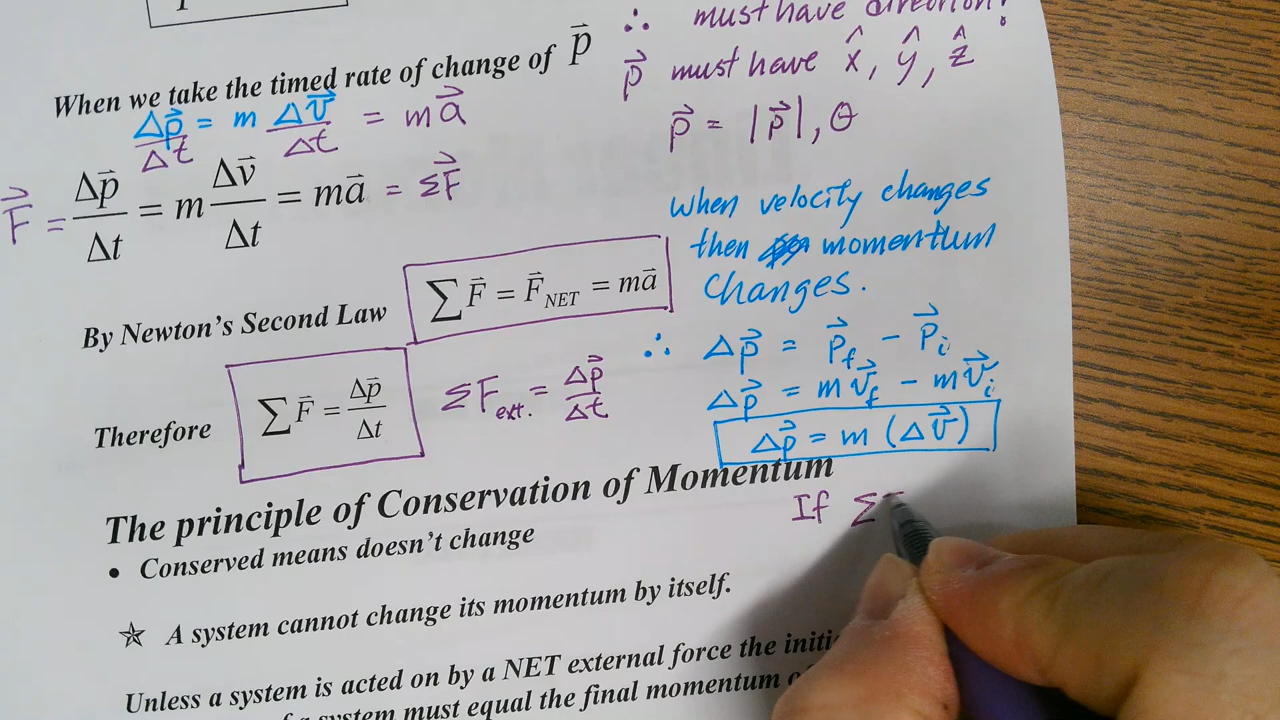 ∴ must have direction!
When we take the timed rate of change of p⃗
p⃗ must have x̂, ŷ, ẑ
Δp⃗/Δt = m Δv⃗/Δt = ma⃗
p⃗ = |p⃗|, θ
F⃗ = Δp⃗/Δt = m Δv⃗/Δt = ma⃗ = ΣF⃗
When velocity changes
then momentum
changes.
By Newton's Second Law ∑F⃗ = F⃗NET = ma⃗
∴ Δp⃗ = p⃗f - p⃗i
Δp⃗ = mv⃗f - mv⃗i
Δp⃗ = m (Δv⃗)
Therefore ∑F⃗ = Δp⃗/Δt ΣFext. = Δp⃗/Δt
The principle of Conservation of Momentum
If Σ
• Conserved means doesn't change
☆ A system cannot change its momentum by itself.
Unless a system is acted on by a NET external force the
system must equal the final momentum